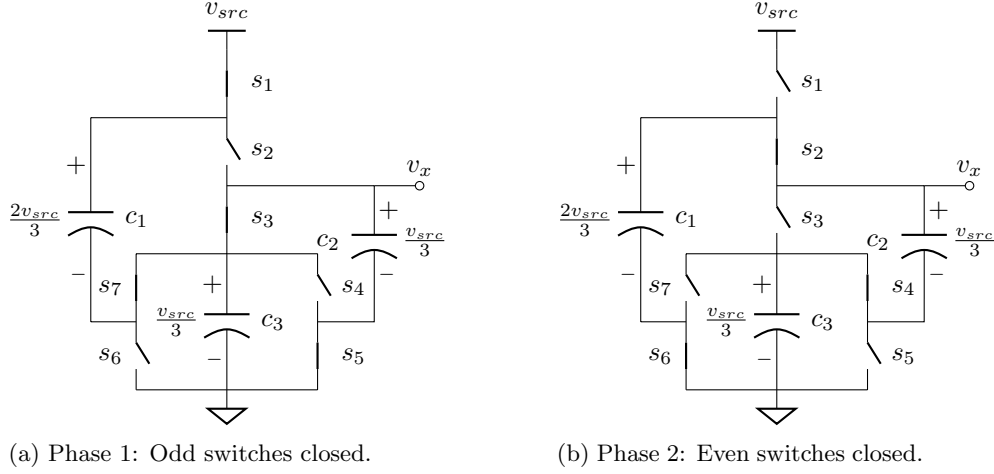 v_src
v_src
s_1
s_1
+
s_2
+
s_2
v_x
v_x
2v_src/3
c_1
s_3
+
2v_src/3
c_1
s_3
+
c_2
v_src/3
c_2
v_src/3
−
s_7
+
s_4
−
−
s_7
+
s_4
−
v_src/3
c_3
v_src/3
c_3
s_6
−
s_5
s_6
−
s_5
(a) Phase 1: Odd switches closed.
(b) Phase 2: Even switches closed.